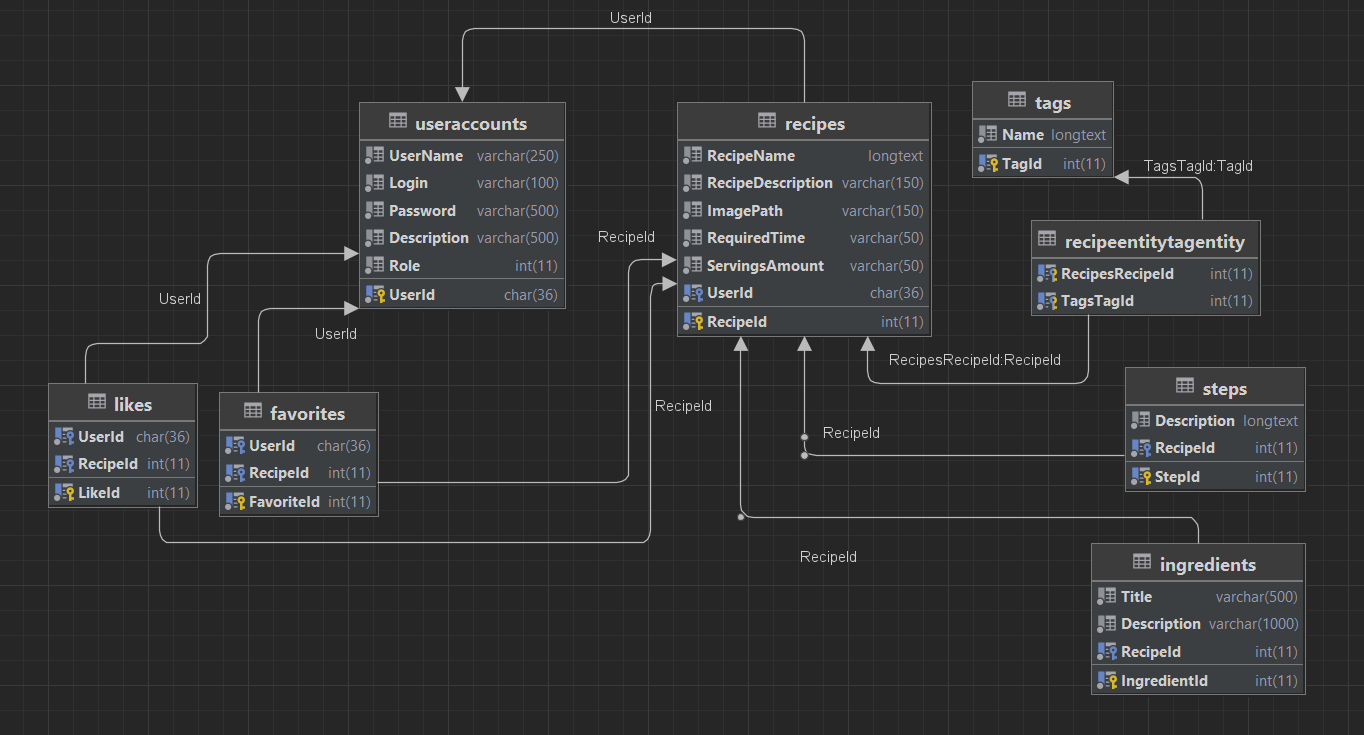 UserId
useraccounts
UserName varchar(250)
Login varchar(100)
Password varchar(500)
Description varchar(500)
Role int(11)
UserId char(36)
recipes
RecipeName longtext
RecipeDescription varchar(150)
ImagePath varchar(150)
RequiredTime varchar(50)
ServingsAmount varchar(50)
UserId char(36)
RecipeId int(11)
tags
Name longtext
TagId int(11)
TagsTagId:TagId
recipeentitytagentity
RecipesRecipeId int(11)
TagsTagId int(11)
RecipeId
UserId
UserId
RecipesRecipeId:RecipeId
likes
UserId char(36)
RecipeId int(11)
LikeId int(11)
favorites
UserId char(36)
RecipeId int(11)
FavoriteId int(11)
RecipeId
RecipeId
steps
Description longtext
RecipeId int(11)
StepId int(11)
RecipeId
ingredients
Title varchar(500)
Description varchar(1000)
RecipeId int(11)
IngredientId int(11)